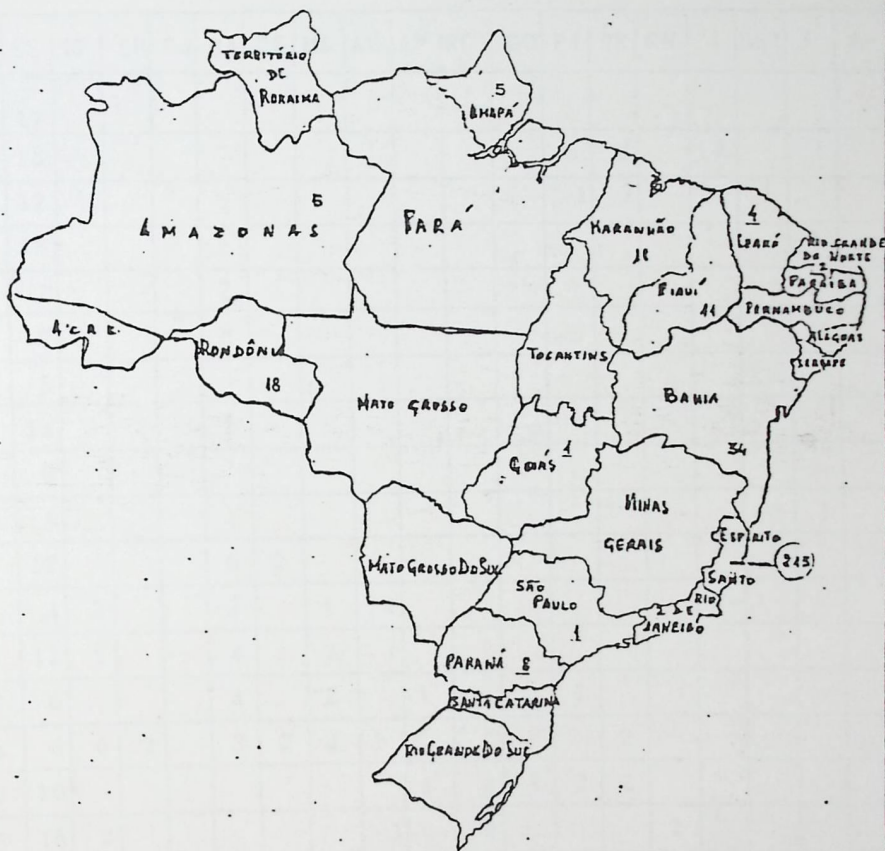 TERRITÓRIO
DE
RORAIMA
5
AMAPÁ
5
AMAZONAS
PARÁ
MARANHÃO
4
CEARÁ
RIO GRANDE
DO NORTE
2
PARAÍBA
PIAUÍ
11
PERNAMBUCO
ALAGOAS
SERGIPE
ACRE
RONDÔNIA
18
TOCANTINS
BAHIA
34
MATO GROSSO
GOIÁS
1
MINAS
GERAIS
ESPÍRITO
SANTO
MATO GROSSO DO SUL
SÃO
PAULO
1
RIO
DE
JANEIRO
PARANÁ 8
SANTA CATARINA
RIO GRANDE DO SUL